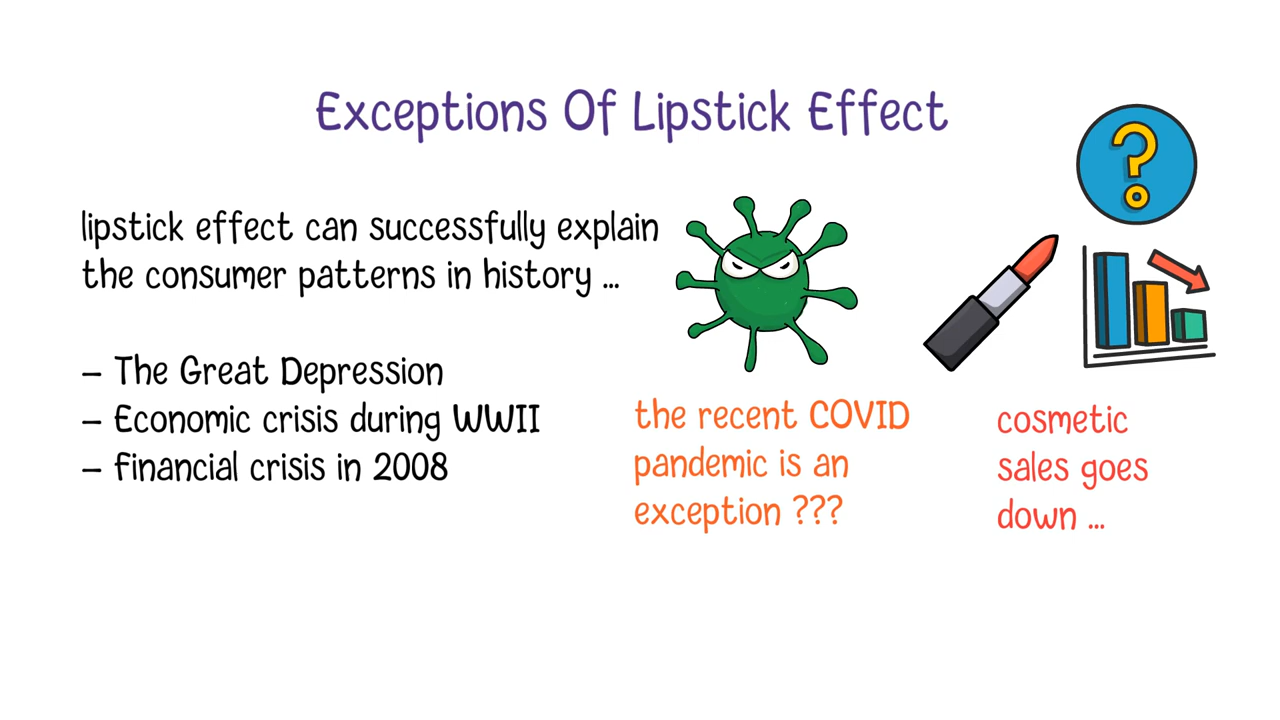 Exceptions Of Lipstick Effect
lipstick effect can successfully explain
the consumer patterns in history ...
– The Great Depression
– Economic crisis during WWII
– Financial crisis in 2008
the recent COVID
pandemic is an
exception ???
cosmetic
sales goes
down ...
?